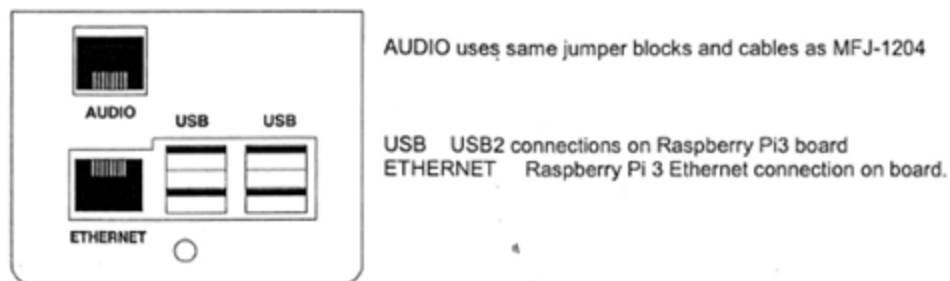 AUDIO uses same jumper blocks and cables as MFJ-1204
AUDIO
USB USB
USB USB2 connections on Raspberry Pi3 board
ETHERNET Raspberry Pi 3 Ethernet connection on board.
ETHERNET